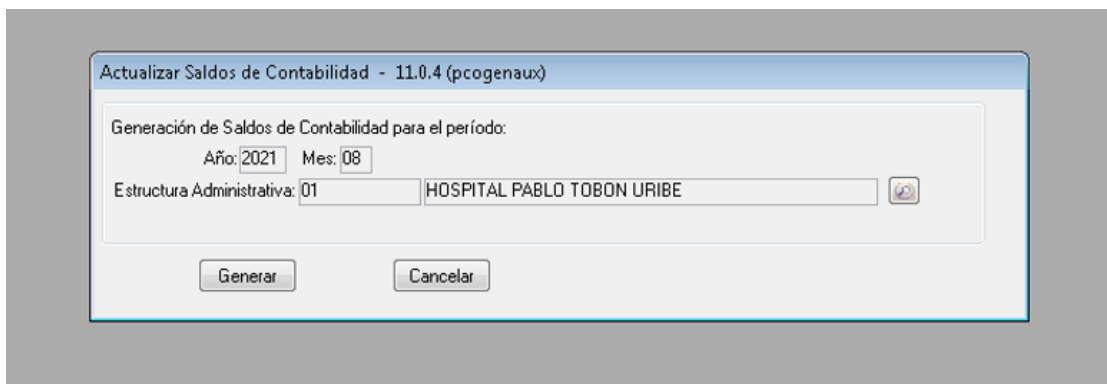 Actualizar Saldos de Contabilidad - 11.0.4 (pcogenaux)
Generación de Saldos de Contabilidad para el período:
Año: 2021 Mes: 08
Estructura Administrativa: 01 HOSPITAL PABLO TOBON URIBE
Generar Cancelar